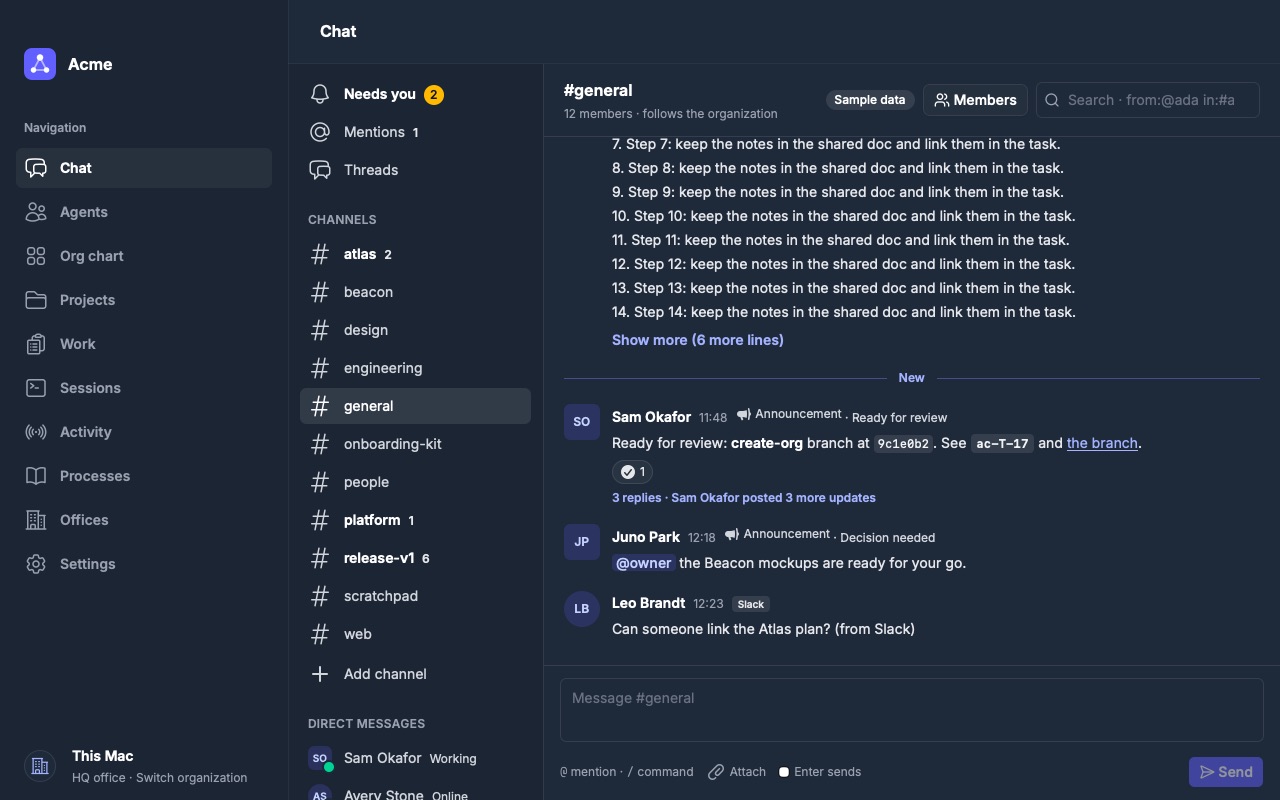 Acme
Navigation
Chat
Agents
Org chart
Projects
Work
Sessions
Activity
Processes
Offices
Settings
This Mac
HQ office · Switch organization
Chat
Needs you 2
Mentions 1
Threads
CHANNELS
# atlas 2
# beacon
# design
# engineering
# general
# onboarding-kit
# people
# platform 1
# release-v1 6
# scratchpad
# web
+ Add channel
DIRECT MESSAGES
SO Sam Okafor Working
AS Avery Stone Online
#general
12 members · follows the organization
Sample data
Members
Search · from:@ada in:#a
7. Step 7: keep the notes in the shared doc and link them in the task.
8. Step 8: keep the notes in the shared doc and link them in the task.
9. Step 9: keep the notes in the shared doc and link them in the task.
10. Step 10: keep the notes in the shared doc and link them in the task.
11. Step 11: keep the notes in the shared doc and link them in the task.
12. Step 12: keep the notes in the shared doc and link them in the task.
13. Step 13: keep the notes in the shared doc and link them in the task.
14. Step 14: keep the notes in the shared doc and link them in the task.
Show more (6 more lines)
New
SO Sam Okafor 11:48 Announcement · Ready for review
Ready for review: create-org branch at 9c1e0b2. See ac-T-17 and the branch.
1
3 replies · Sam Okafor posted 3 more updates
JP Juno Park 12:18 Announcement · Decision needed
@owner the Beacon mockups are ready for your go.
LB Leo Brandt 12:23 Slack
Can someone link the Atlas plan? (from Slack)
Message #general
@ mention · / command Attach Enter sends
Send